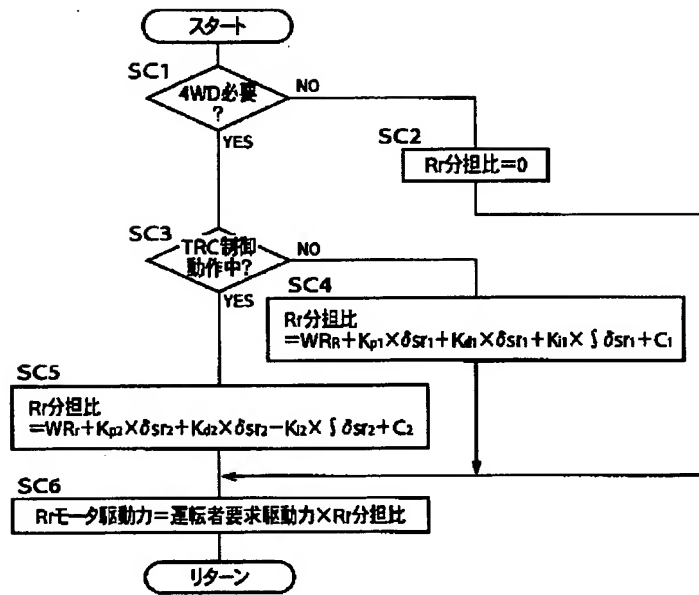 スタート
SC1
4WD必要
?
NO
YES
SC2
Rr分担比=0
SC3
TRC制御
動作中?
NO
YES
SC4
Rr分担比
=WRR+Kp1×δsr1+Kd1×δsr1+Ki1×∫δsr1+C1
SC5
Rr分担比
=WRr+Kp2×δsr2+Kd2×δsr2-Ki2×∫δsr2+C2
SC6
Rrモータ駆動力=運転者要求駆動力×Rr分担比
リターン